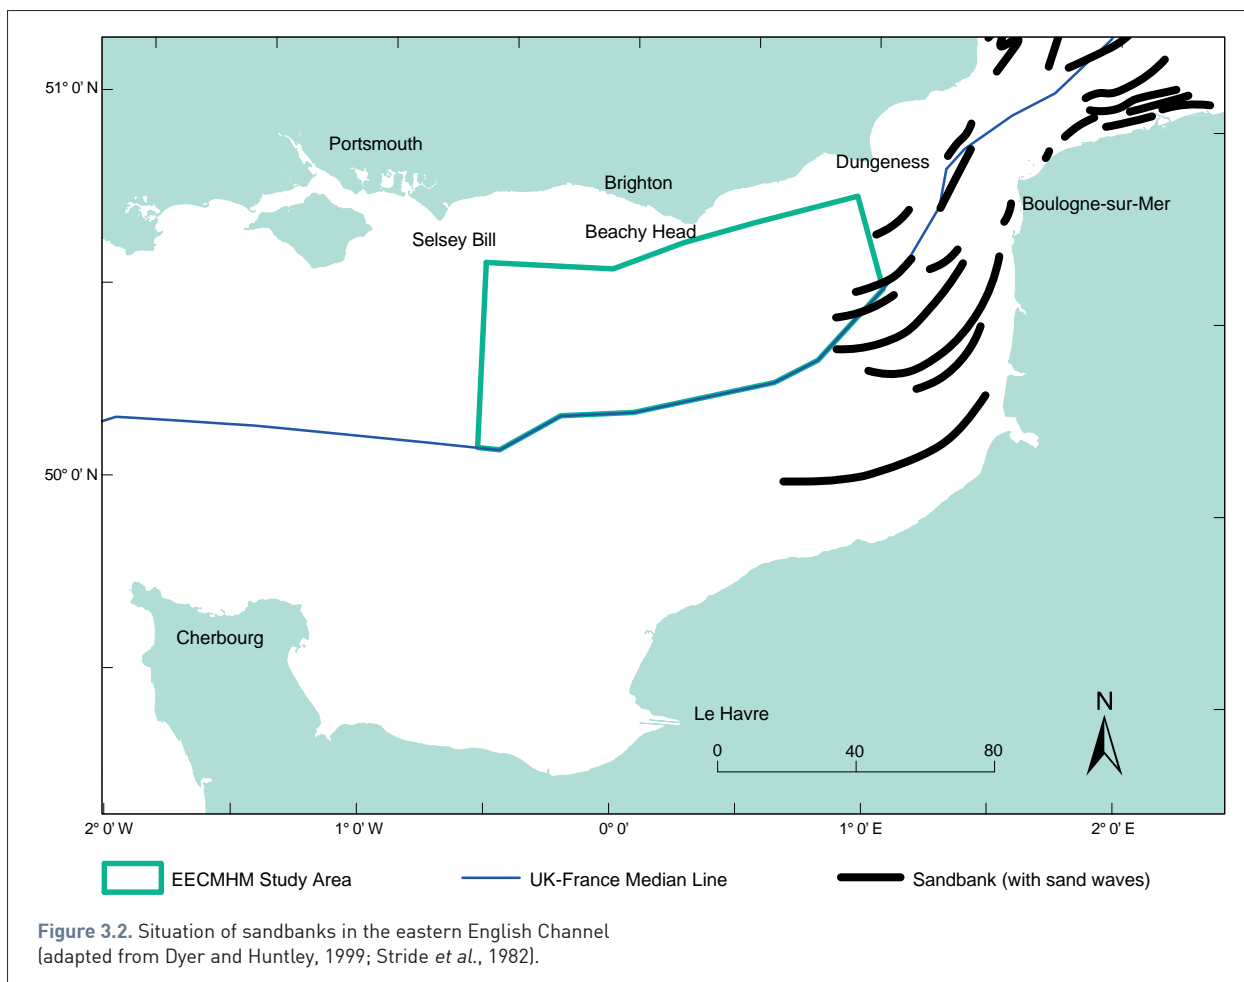 51° 0' N
Portsmouth
Dungeness
Brighton
Boulogne-sur-Mer
Beachy Head
Selsey Bill
50° 0' N
Cherbourg
N
Le Havre
0 40 80
2° 0' W 1° 0' W 0° 0' 1° 0' E 2° 0' E
EECMHM Study Area UK-France Median Line Sandbank (with sand waves)
Figure 3.2. Situation of sandbanks in the eastern English Channel
(adapted from Dyer and Huntley, 1999; Stride et al., 1982).